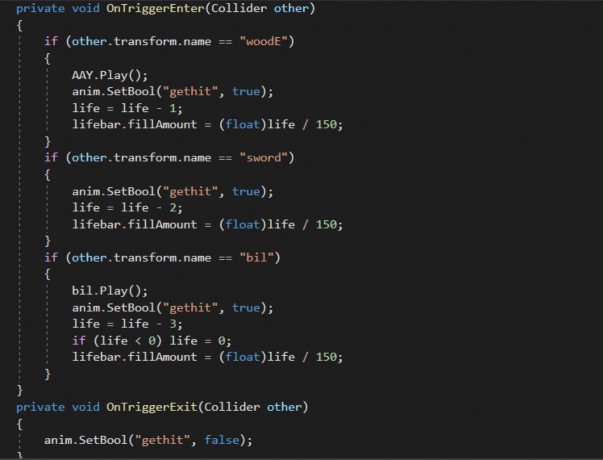 private void OnTriggerEnter(Collider other)
{
if (other.transform.name == "woodE")
{
AAY.Play();
anim.SetBool("gethit", true);
life = life - 1;
lifebar.fillAmount = (float)life / 150;
}
if (other.transform.name == "sword")
{
anim.SetBool("gethit", true);
life = life - 2;
lifebar.fillAmount = (float)life / 150;
}
if (other.transform.name == "bil")
{
bil.Play();
anim.SetBool("gethit", true);
life = life - 3;
if (life < 0) life = 0;
lifebar.fillAmount = (float)life / 150;
}
}
private void OnTriggerExit(Collider other)
{
anim.SetBool("gethit", false);
}